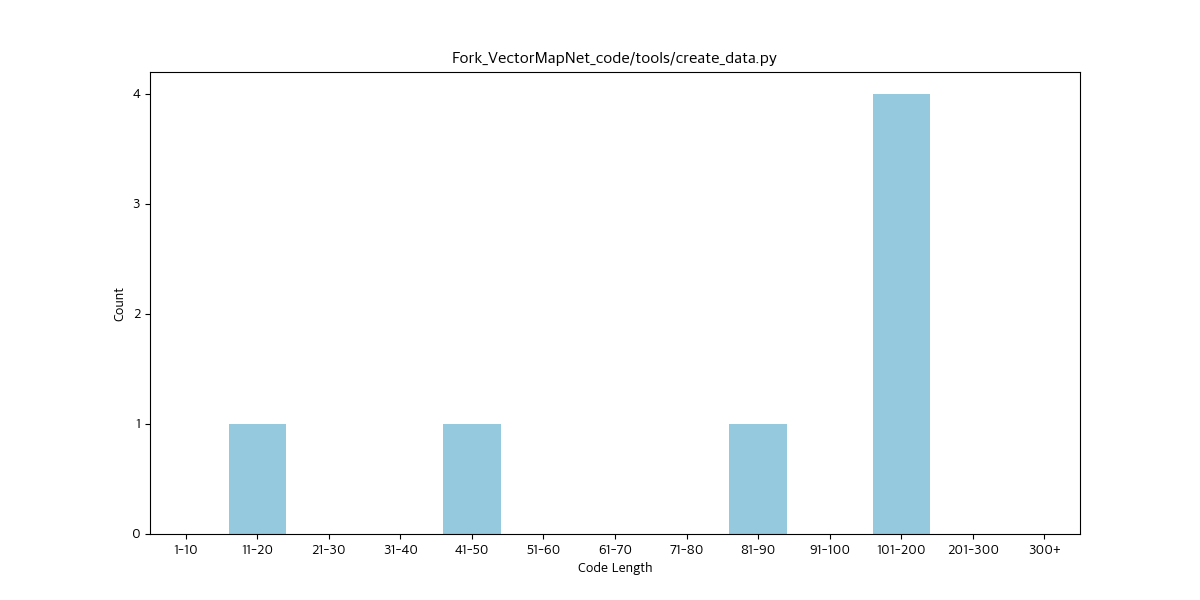 Fork_VectorMapNet_code/tools/create_data.py
4
3
2
1
0
Count
1-10 11-20 21-30 31-40 41-50 51-60 61-70 71-80 81-90 91-100 101-200 201-300 300+
Code Length